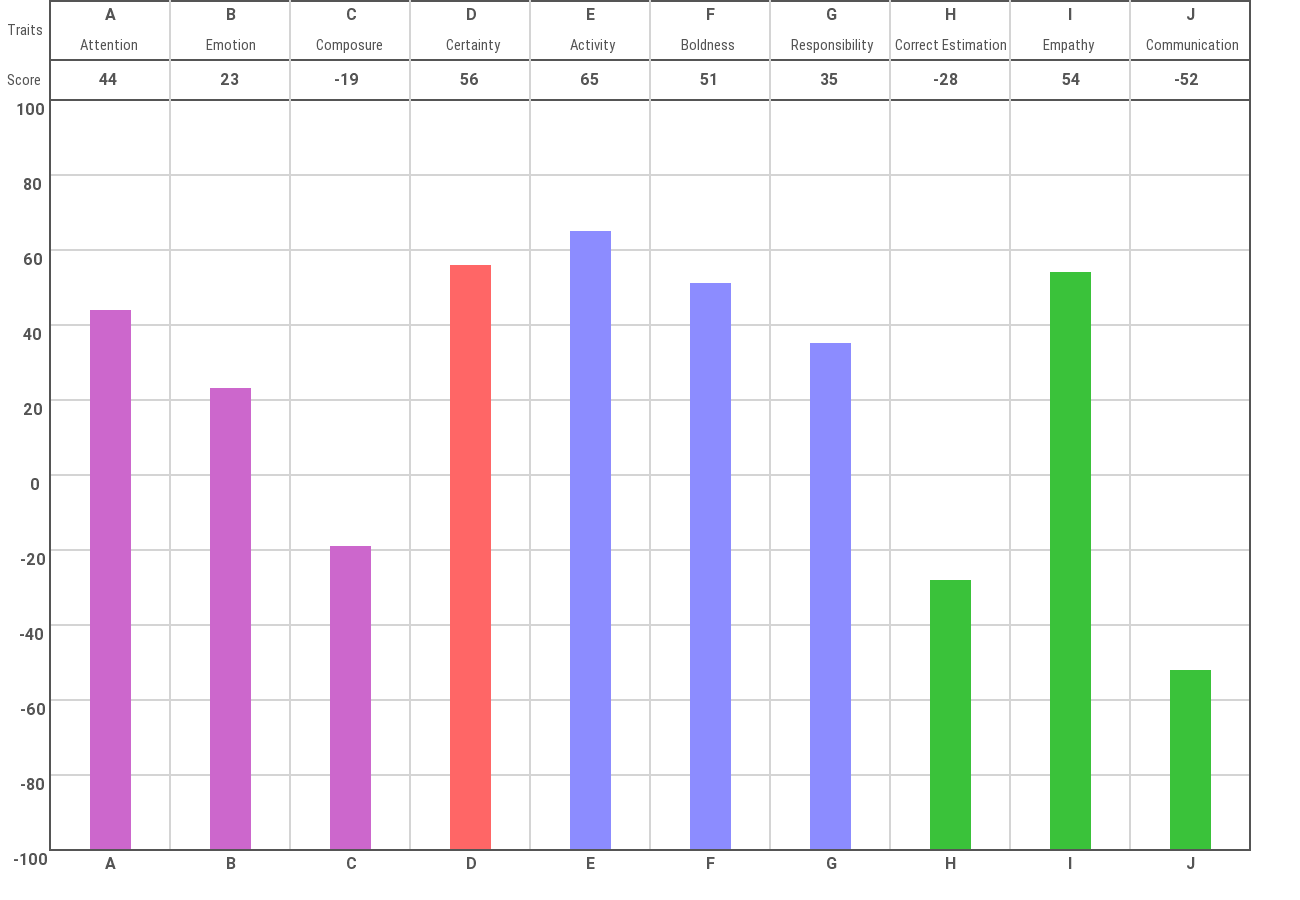 Traits A B C D E F G H I J
Attention Emotion Composure Certainty Activity Boldness Responsibility Correct Estimation Empathy Communication
Score 44 23 -19 56 65 51 35 -28 54 -52
100
80
60
40
20
0
-20
-40
-60
-80
-100
A B C D E F G H I J